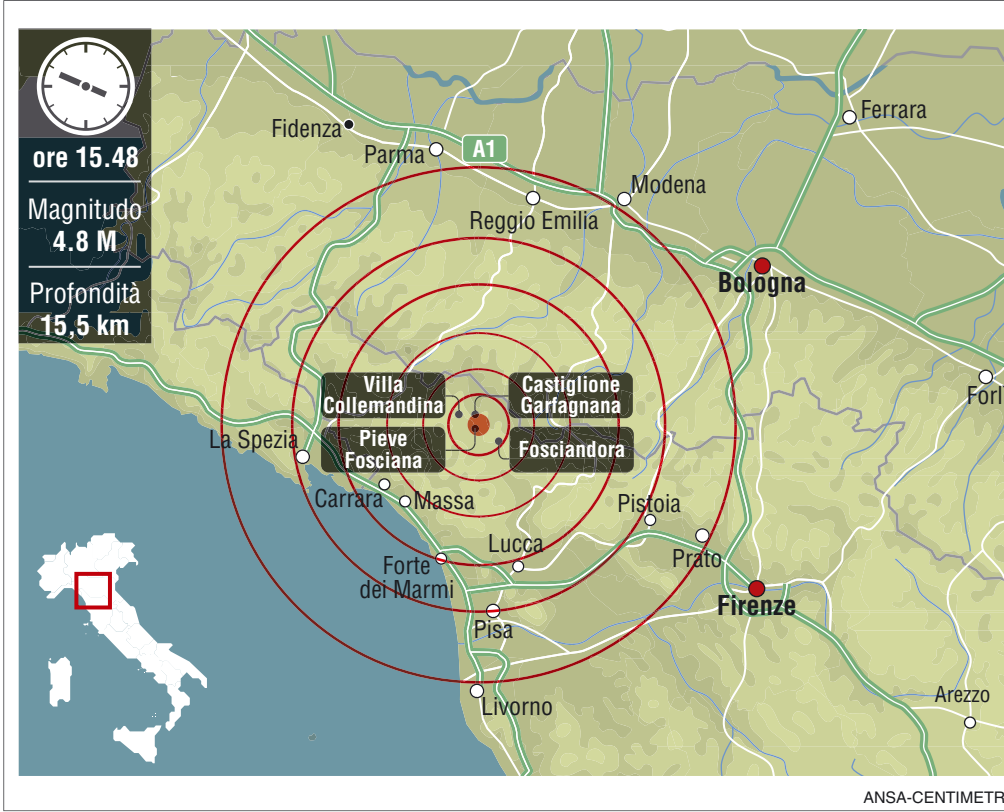 ore 15.48
Magnitudo
4.8 M
Profondità
15,5 km
Fidenza
Parma
A1
Ferrara
Modena
Reggio Emilia
Bologna
Villa
Collemandina
Castiglione
Garfagnana
Pieve
Fosciana
Fosciandora
Forl
La Spezia
Carrara
Massa
Pistoia
Lucca
Prato
Forte
dei Marmi
Firenze
Pisa
Livorno
Arezzo
ANSA-CENTIMETR